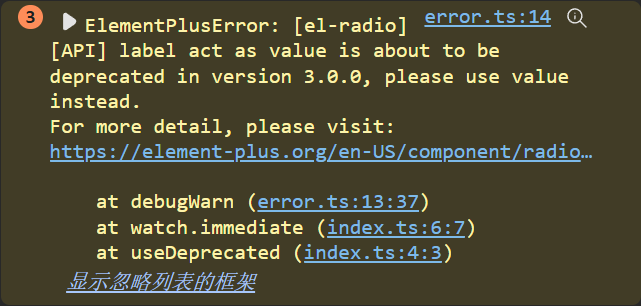 3 ▶ ElementPlusError: [el-radio] error.ts:14
[API] label act as value is about to be
deprecated in version 3.0.0, please use value
instead.
For more detail, please visit:
https://element-plus.org/en-US/component/radio…
at debugWarn (error.ts:13:37)
at watch.immediate (index.ts:6:7)
at useDeprecated (index.ts:4:3)
显示忽略列表的框架